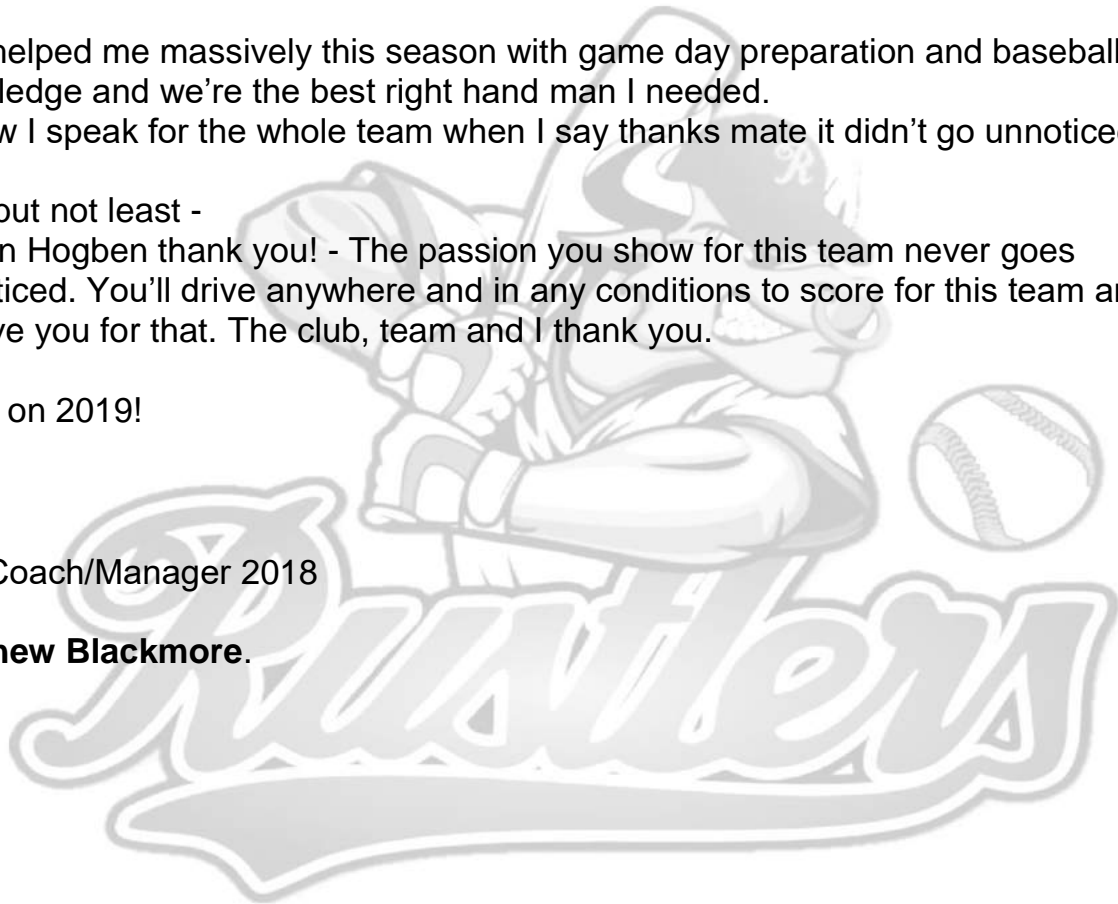 helped me massively this season with game day preparation and baseball
ledge and we're the best right hand man I needed.
w I speak for the whole team when I say thanks mate it didn't go unnoticed
out not least -
n Hogben thank you! - The passion you show for this team never goes
ticed. You'll drive anywhere and in any conditions to score for this team a
ve you for that. The club, team and I thank you.
R
on 2019!
Coach/Manager 2018
new Blackmore.
Rustlers